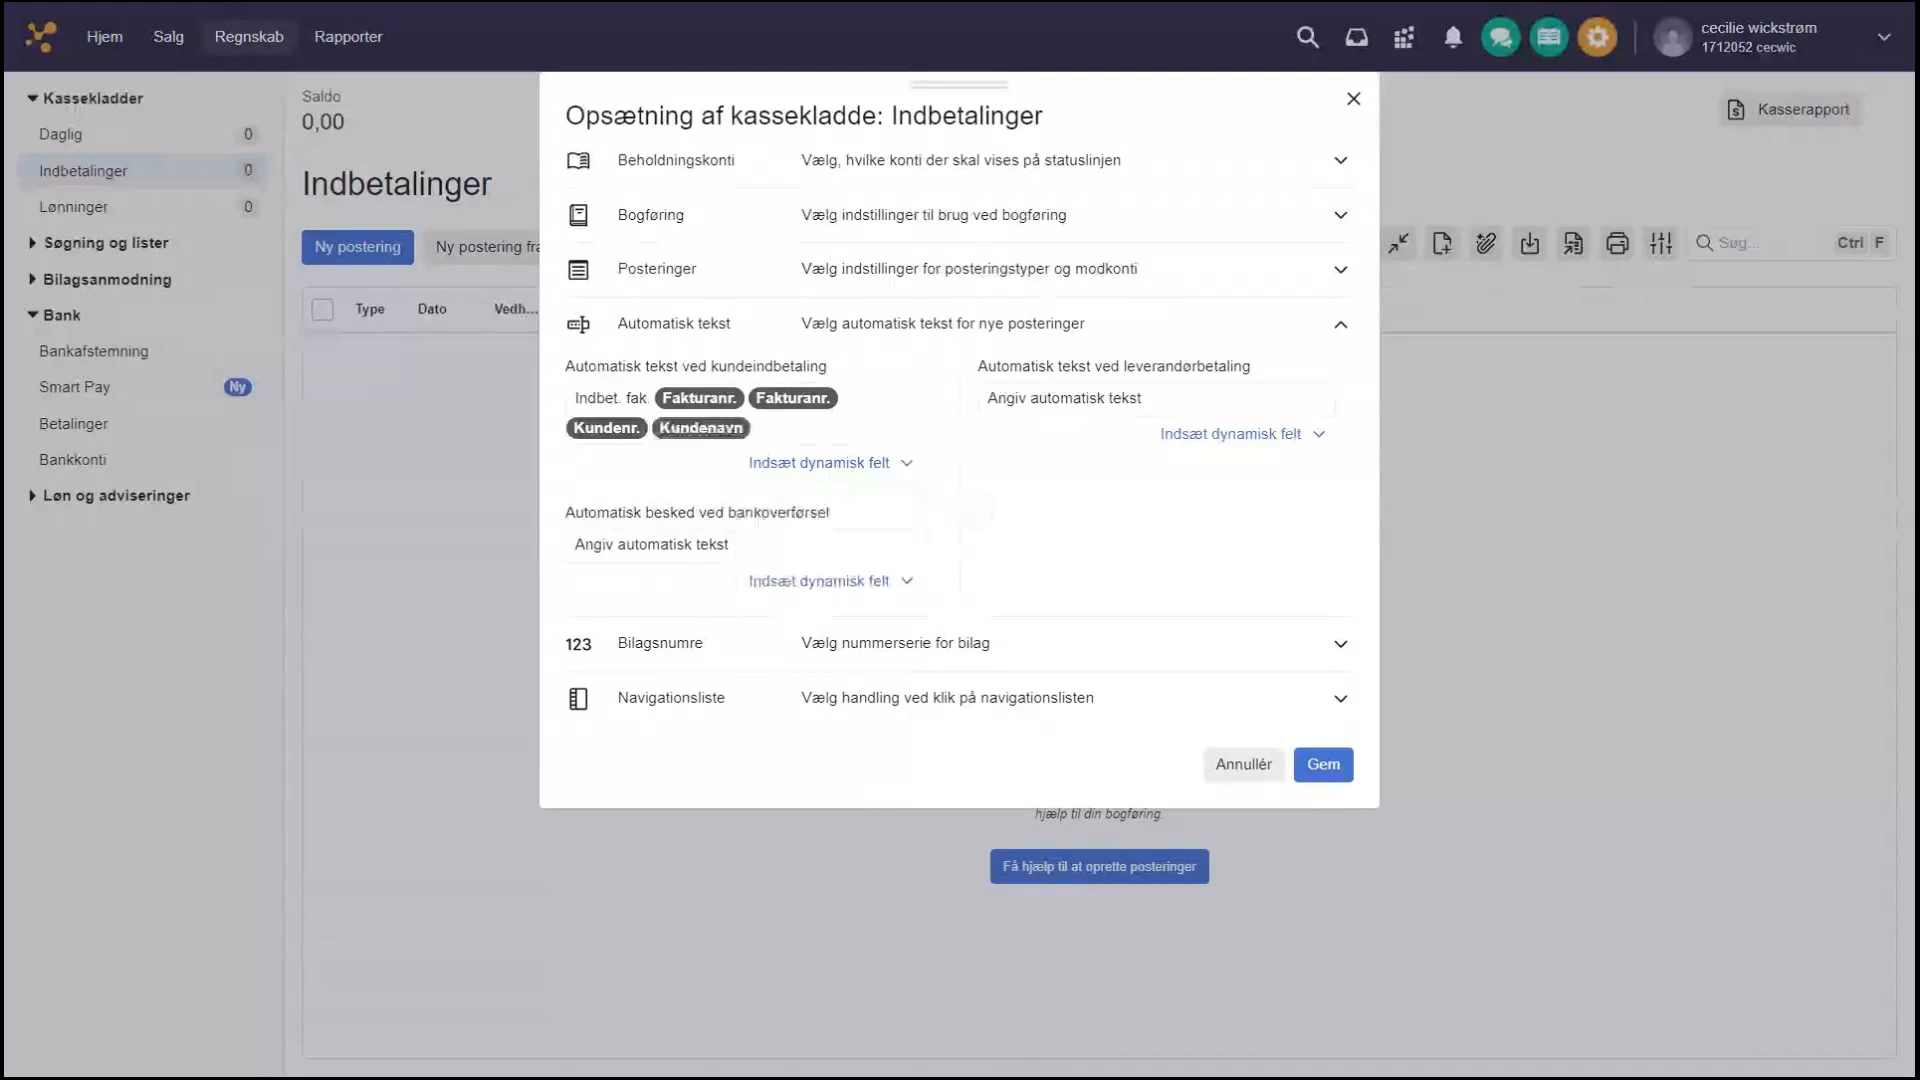 Hjem Salg Regnskab Rapporter
cecilie wickstrøm
1712052 cecwic
Kassekladder
Daglig 0
Indbetalinger 0
Lønninger 0
Søgning og lister
Bilagsanmodning
Bank
Bankafstemning
Smart Pay Ny
Betalinger
Bankkonti
Løn og adviseringer
Saldo
0,00
Kasserapport
Indbetalinger
Ny postering Ny postering fra
Søg... Ctrl F
Type Dato Vedh...
Opsætning af kassekladde: Indbetalinger
Beholdningskonti Vælg, hvilke konti der skal vises på statuslinjen
Bogføring Vælg indstillinger til brug ved bogføring
Posteringer Vælg indstillinger for posteringstyper og modkonti
Automatisk tekst Vælg automatisk tekst for nye posteringer
Automatisk tekst ved kundeindbetaling
Indbet. fak. Fakturanr. Fakturanr.
Kundenr. Kundenavn
Indsæt dynamisk felt
Automatisk tekst ved leverandørbetaling
Angiv automatisk tekst
Indsæt dynamisk felt
Automatisk besked ved bankoverførsel
Angiv automatisk tekst
Indsæt dynamisk felt
123 Bilagsnumre Vælg nummerserie for bilag
Navigationsliste Vælg handling ved klik på navigationslisten
Annullér Gem
hjælp til din bogføring.
Få hjælp til at oprette posteringer